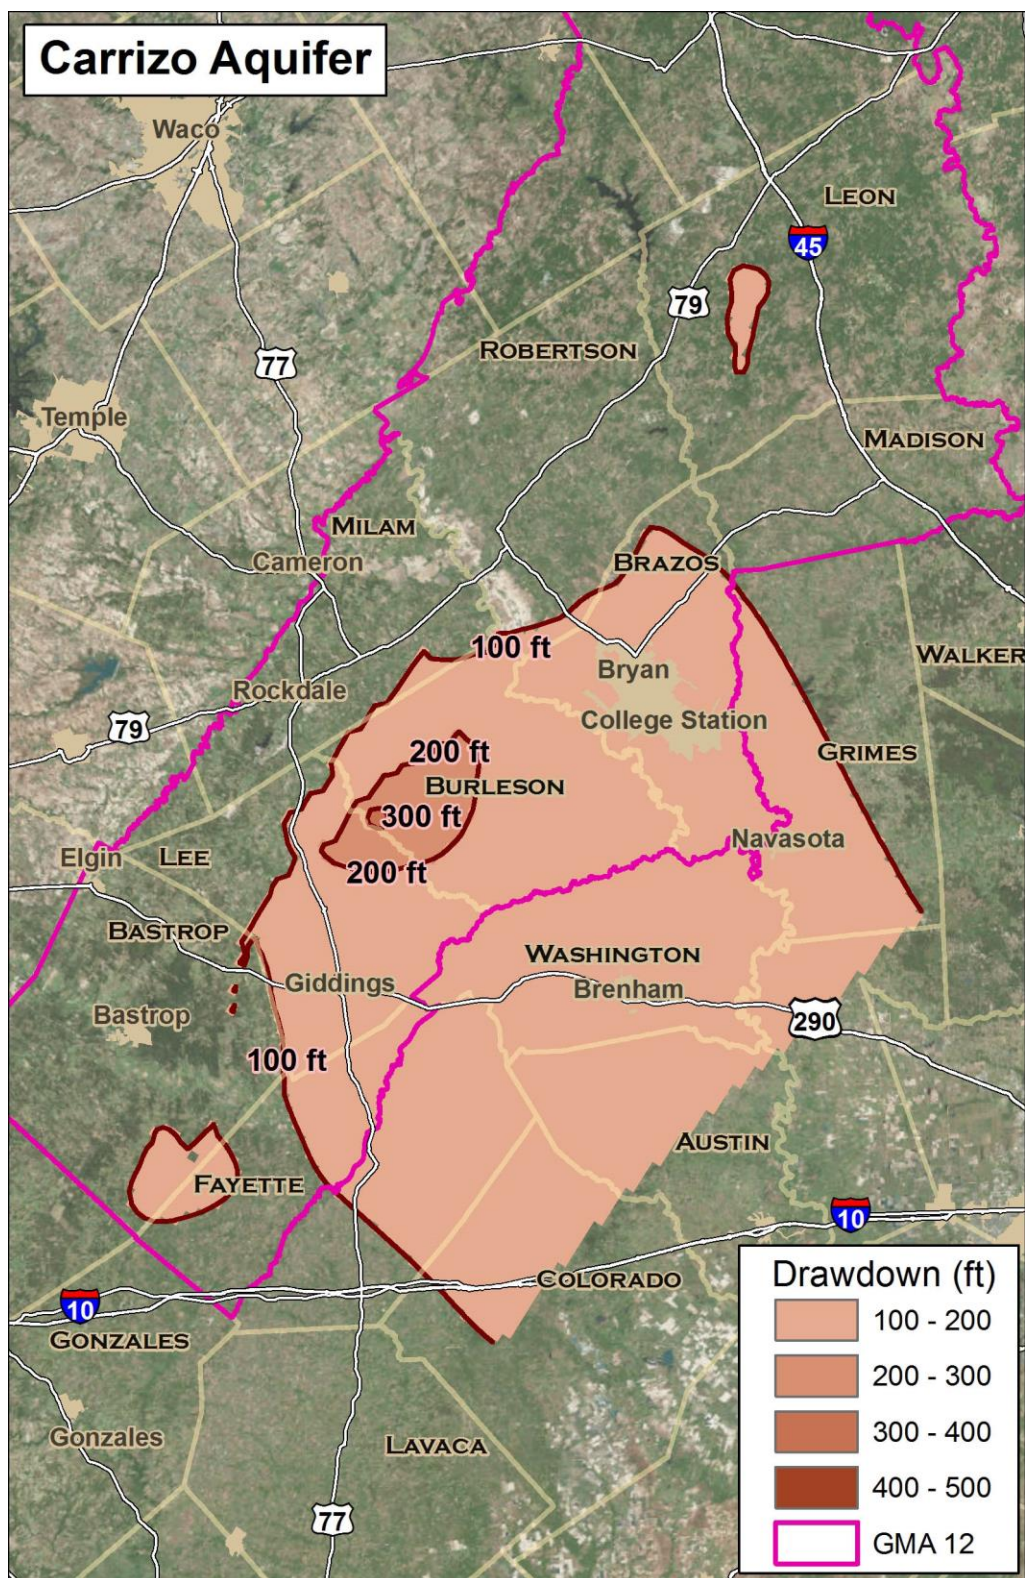 Carrizo Aquifer
Waco
LEON
45
79
ROBERTSON
77
Temple
MADISON
MILAM
Cameron
BRAZOS
100 ft
WALKER
Bryan
Rockdale
College Station
79
200 ft
GRIMES
BURLESON
300 ft
Navasota
Elgin
LEE
200 ft
BASTROP
WASHINGTON
Giddings
Brenham
Bastrop
290
100 ft
AUSTIN
FAYETTE
10
COLORADO
10
GONZALES
Gonzales
LAVACA
77
Drawdown (ft)
100 - 200
200 - 300
300 - 400
400 - 500
GMA 12